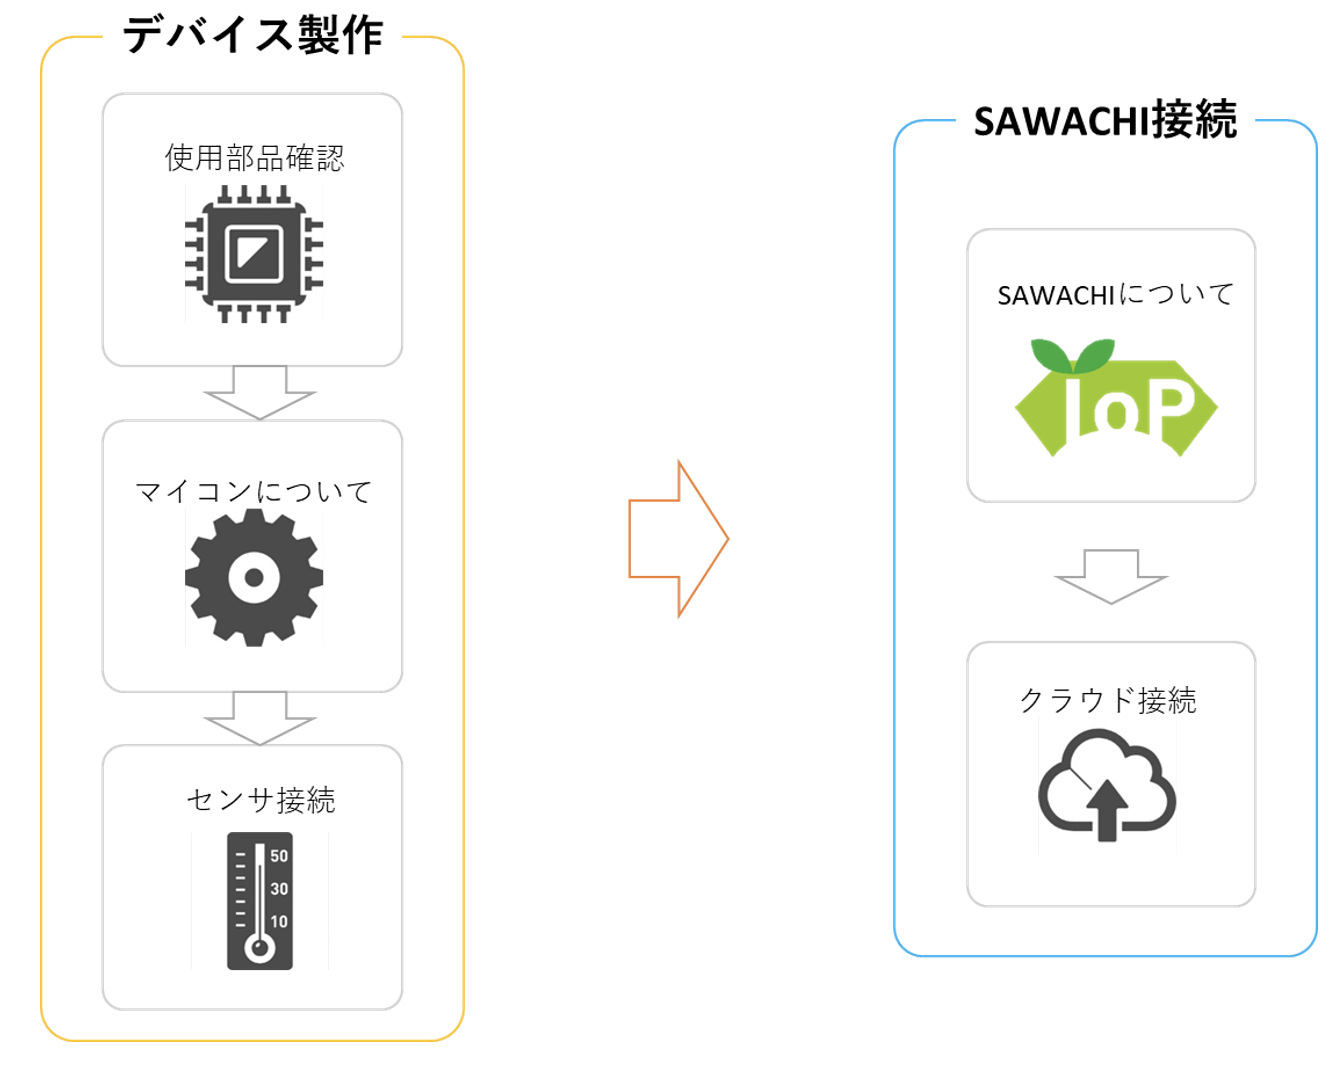 デバイス製作
使用部品確認
マイコンについて
センサ接続
50
30
10
SAWACHI接続
SAWACHIについて
IoP
クラウド接続